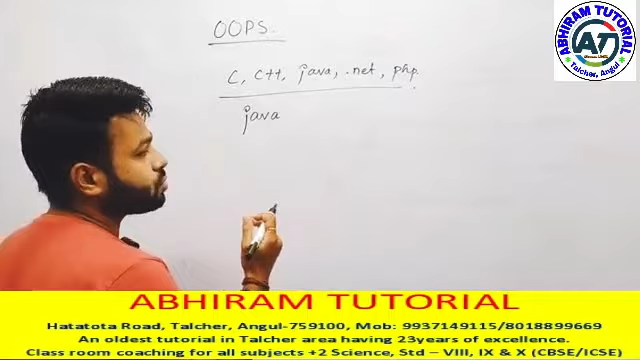 OOPS.
C, C++, java, .net, php.
java
ABHIRAM TUTORIAL
AT
Talcher, Angul
ABHIRAM TUTORIAL
Hatatota Road, Talcher, Angul-759100, Mob: 9937149115/8018899669
An oldest tutorial in Talcher area having 23years of excellence.
Class room coaching for all subjects +2 Science, Std – VIII, IX & X (CBSE/ICSE)